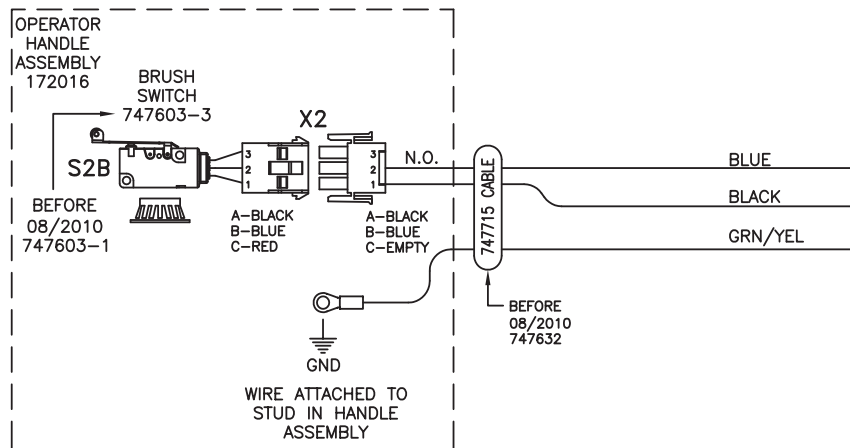 OPERATOR
HANDLE
ASSEMBLY
172016
BRUSH
SWITCH
747603-3
S2B
BEFORE
08/2010
747603-1
X2
3
2
1
3
2
1
A-BLACK
B-BLUE
C-RED
A-BLACK
B-BLUE
C-EMPTY
N.O.
747715 CABLE
BLUE
BLACK
GRN/YEL
BEFORE
08/2010
747632
GND
WIRE ATTACHED TO
STUD IN HANDLE
ASSEMBLY